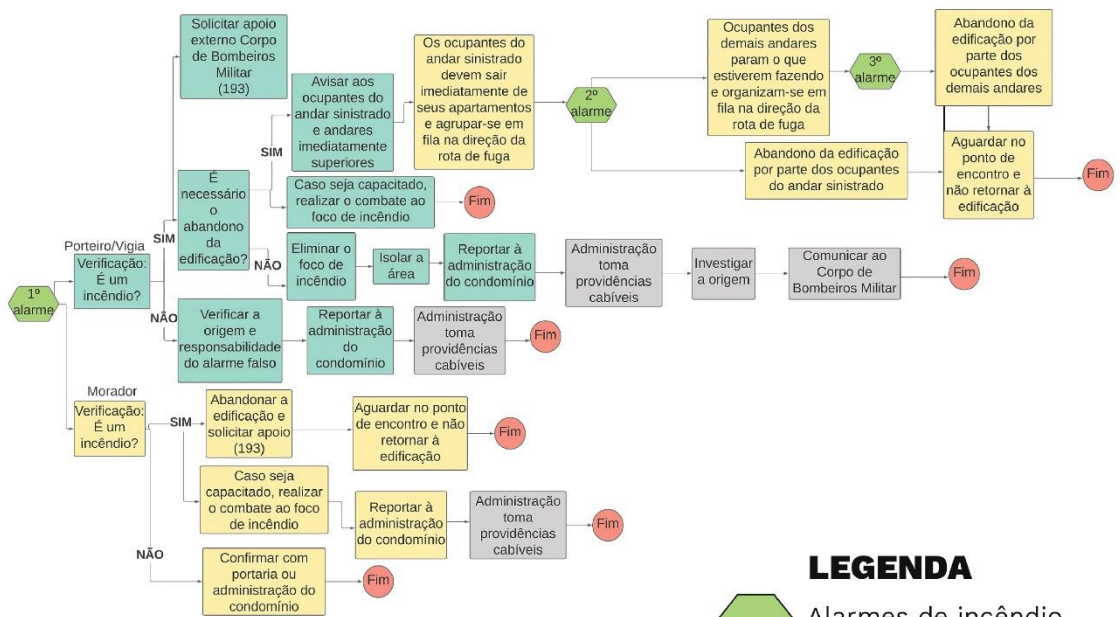 Solicitar apoio
externo Corpo
de Bombeiros
Militar
(193)
Avisar aos
ocupantes do
andar sinistrado
e andares
imediatamente
superiores
Os ocupantes do
andar sinistrado
devem sair
imediatamente de
seus apartamentos
e agrupar-se em
fila na direção da
rota de fuga
2º
alarme
Ocupantes dos
demais andares
param o que
estiverem fazendo
e organizam-se em
fila na direção da
rota de fuga
3º
alarme
Abandono da
edificação por
parte dos
ocupantes dos
demais andares
Abandono da edificação
por parte dos ocupantes
do andar sinistrado
Aguardar no
ponto de
encontro e
não retornar à
edificação
Fim
SIM
É
necessário
o
abandono
da
edificação?
Caso seja capacitado,
realizar o combate ao
foco de incêndio
Fim
SIM
NÃO
Eliminar o
foco de
incêndio
Isolar a
área
Reportar à
administração
do condomínio
Administração
toma
providências
cabíveis
Investigar
a origem
Comunicar ao
Corpo de
Bombeiros Militar
Fim
Porteiro/Vigia
Verificação:
É um
incêndio?
1º
alarme
NÃO
Verificar a
origem e
responsabilidade
do alarme falso
Reportar à
administração
do
condomínio
Administração
toma
providências
cabíveis
Fim
Morador
Verificação:
É um
incêndio?
SIM
Abandonar a
edificação e
solicitar apoio
(193)
Aguardar no ponto
de encontro e não
retornar à
edificação
Fim
Caso seja
capacitado, realizar
o combate ao foco
de incêndio
Reportar à
administração
do condomínio
Administração
toma
providências
cabíveis
Fim
NÃO
Confirmar com
portaria ou
administração do
condomínio
Fim
LEGENDA
Alarmes de incêndio